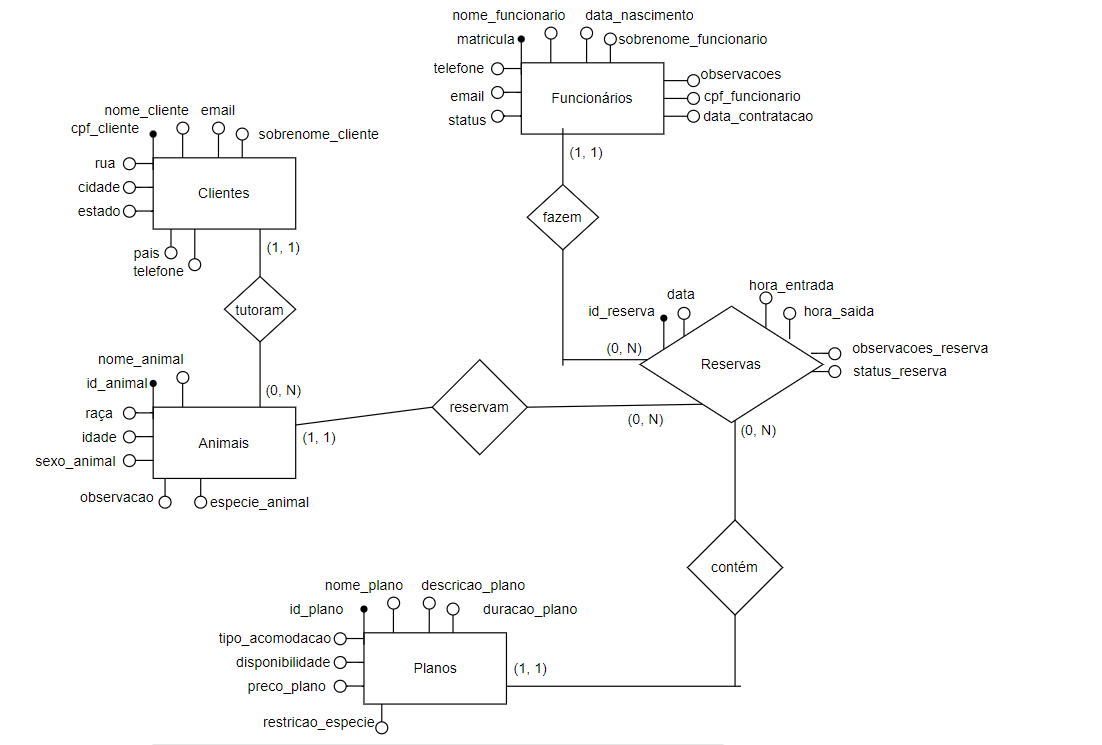 nome_funcionario
data_nascimento
matricula
sobrenome_funcionario
telefone
email
status
Funcionários
observacoes
cpf_funcionario
data_contratacao
(1, 1)
fazem
nome_cliente
email
cpf_cliente
sobrenome_cliente
rua
cidade
estado
Clientes
pais
telefone
(1, 1)
tutoram
(0, N)
hora_entrada
data
id_reserva
hora_saida
(0, N)
Reservas
observacoes_reserva
status_reserva
nome_animal
id_animal
raça
idade
sexo_animal
Animais
observacao
especie_animal
(1, 1)
reservam
(0, N)
(0, N)
contém
nome_plano
descricao_plano
id_plano
duracao_plano
tipo_acomodacao
disponibilidade
preco_plano
Planos
(1, 1)
restricao_especie